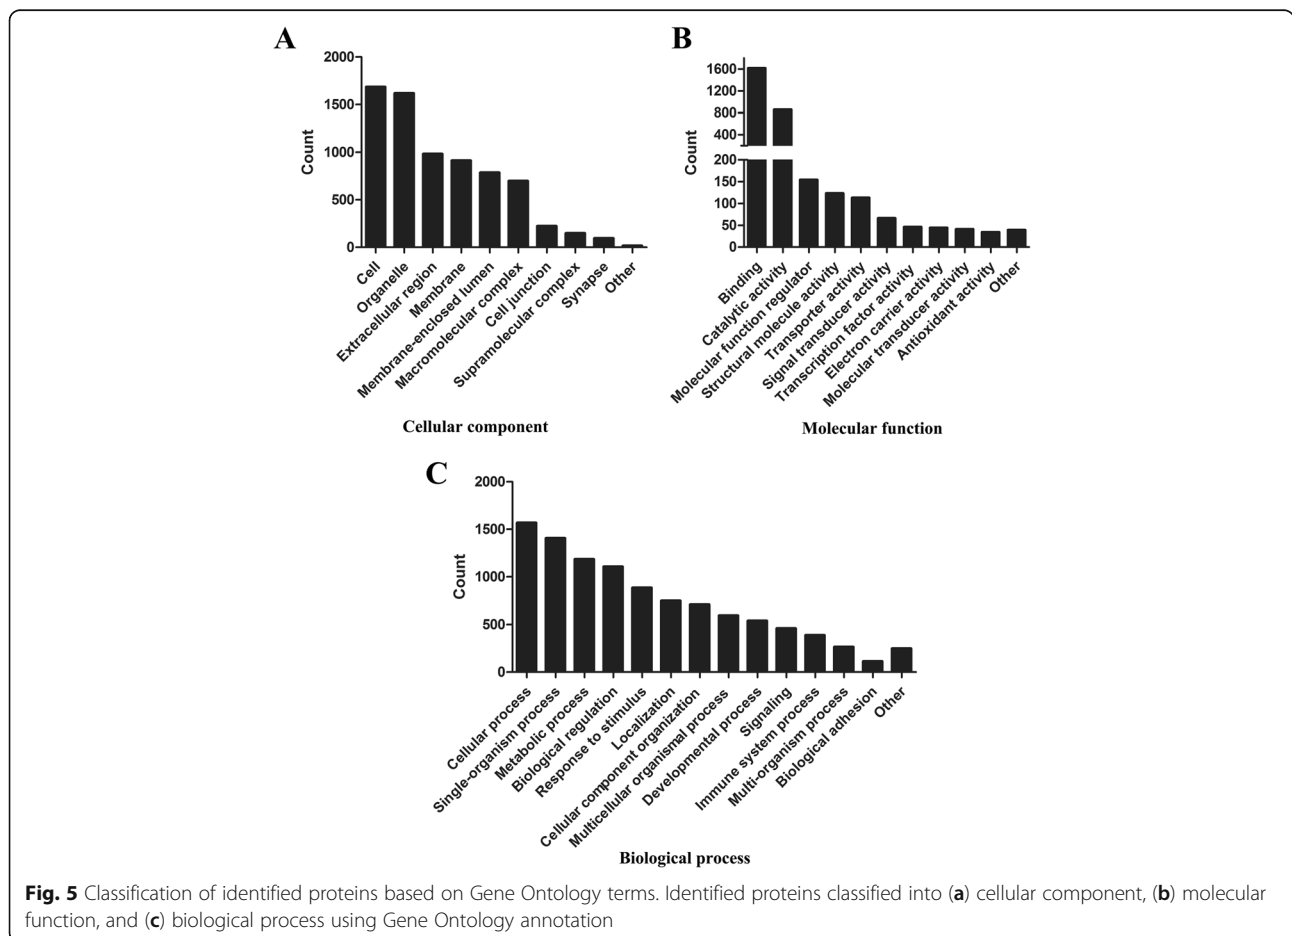 A
2000
1500
1000
500
0
Count
Cell
Organelle
Extracellular region
Membrane
Membrane-enclosed lumen
Macromolecular complex
Cell junction
Supramolecular complex
Synapse
Other
Cellular component
B
1600
1200
800
400
200
150
100
50
0
Count
Binding
Catalytic activity
Molecular function regulator
Structural molecule activity
Transporter activity
Signal transducer activity
Transcription factor activity
Electron carrier activity
Molecular transducer activity
Antioxidant activity
Other
Molecular function
C
2000
1500
1000
500
0
Count
Cellular process
Single-organism process
Metabolic process
Biological regulation
Response to stimulus
Localization
Cellular component organization
Multicellular organismal process
Developmental process
Signaling
Immune system process
Multi-organism process
Biological adhesion
Other
Biological process
Fig. 5 Classification of identified proteins based on Gene Ontology terms. Identified proteins classified into (a) cellular component, (b) molecular
function, and (c) biological process using Gene Ontology annotation